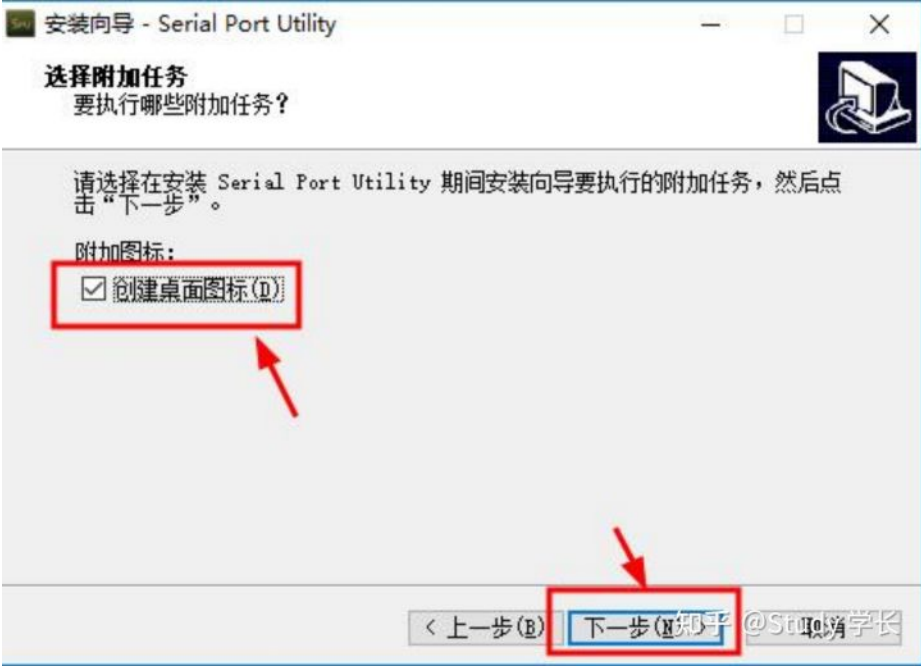 安装向导 - Serial Port Utility
选择附加任务
要执行哪些附加任务？
请选择在安装 Serial Port Utility 期间安装向导要执行的附加任务，然后点
击“下一步”。
附加图标：
创建桌面图标(D)
< 上一步(B)
下一步(N) >
取消
知乎 @Study学长